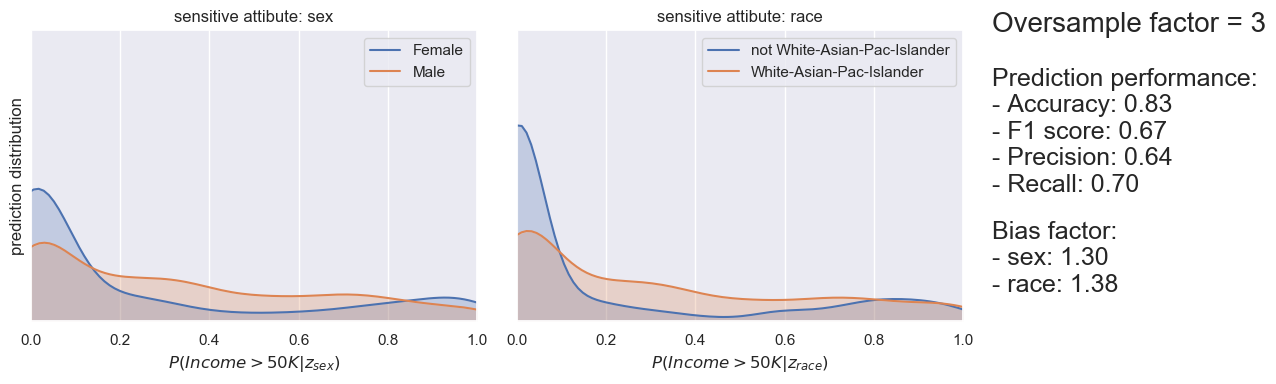 sensitive attibute: sex
Female
Male
prediction distribution
0.0 0.2 0.4 0.6 0.8 1.0
P(Income > 50K|z_sex)
sensitive attibute: race
not White-Asian-Pac-Islander
White-Asian-Pac-Islander
0.0 0.2 0.4 0.6 0.8 1.0
P(Income > 50K|z_race)
Oversample factor = 3
Prediction performance:
- Accuracy: 0.83
- F1 score: 0.67
- Precision: 0.64
- Recall: 0.70
Bias factor:
- sex: 1.30
- race: 1.38